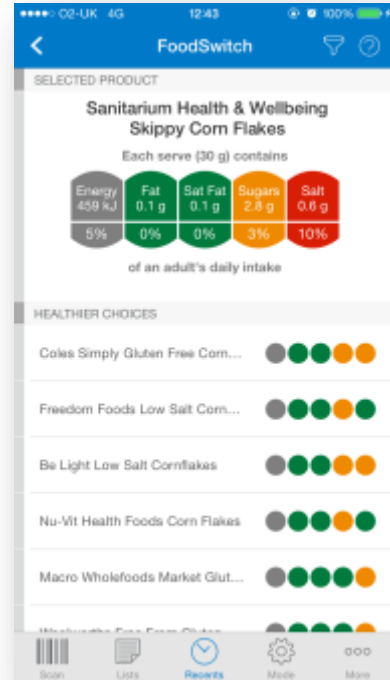 O2-UK 4G 12:43 100%
FoodSwitch
SELECTED PRODUCT
Sanitarium Health & Wellbeing
Skippy Corn Flakes
Each serve (30 g) contains
Energy Fat Sat Fat Sugars Salt
459 kJ 0.1 g 0.1 g 2.8 g 0.6 g
5% 0% 0% 3% 10%
of an adult's daily intake
HEALTHIER CHOICES
Coles Simply Gluten Free Corn...
Freedom Foods Low Salt Corn...
Be Light Low Salt Cornflakes
Nu-Vit Health Foods Corn Flakes
Macro Wholefoods Market Glut...
Scan Lists Recents Mode More